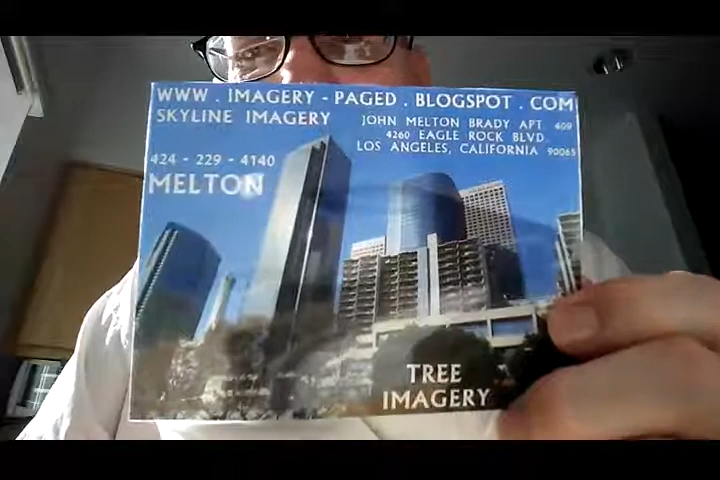 WWW . IMAGERY - PAGED . BLOGSPOT . COM
SKYLINE IMAGERY
JOHN MELTON BRADY APT. 409
4260 EAGLE ROCK BLVD.
LOS ANGELES, CALIFORNIA 90065
424 - 229 - 4140
MELTON
TREE
IMAGERY